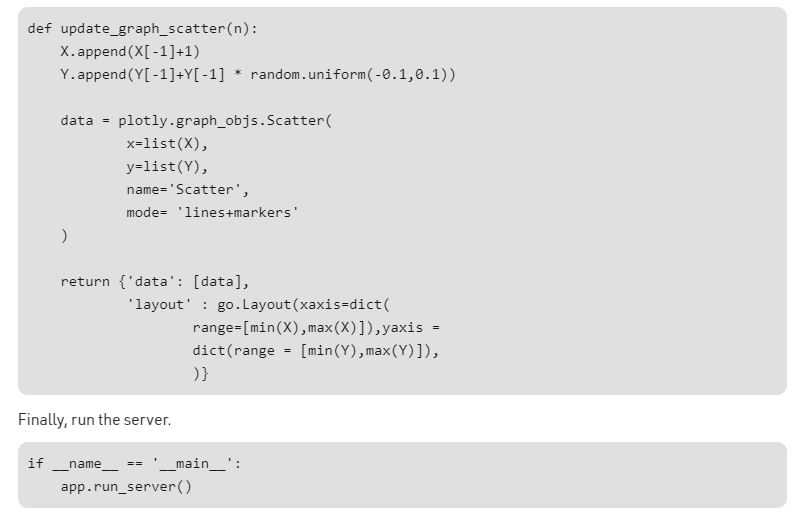 def update_graph_scatter(n):
    X.append(X[-1]+1)
    Y.append(Y[-1]+Y[-1] * random.uniform(-0.1,0.1))

    data = plotly.graph_objs.Scatter(
            x=list(X),
            y=list(Y),
            name='Scatter',
            mode= 'lines+markers'
    )

    return {'data': [data],
            'layout' : go.Layout(xaxis=dict(
                    range=[min(X),max(X)]),yaxis =
                    dict(range = [min(Y),max(Y)]),
                    )}
Finally, run the server.
if __name__ == '__main__':
    app.run_server()